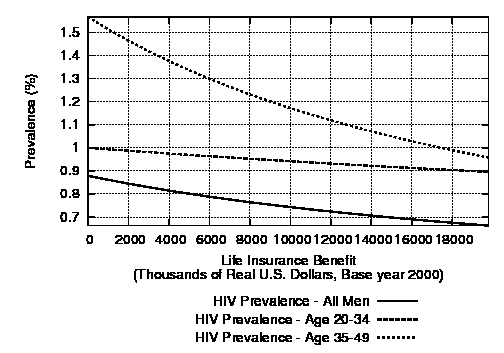 1.5
1.4
1.3
1.2
1.1
1
0.9
0.8
0.7
Prevalence (%)
0 2000 4000 6000 8000 10000 12000 14000 16000 18000
Life Insurance Benefit
(Thousands of Real U.S. Dollars, Base year 2000)
HIV Prevalence - All Men
HIV Prevalence - Age 20-34
HIV Prevalence - Age 35-49